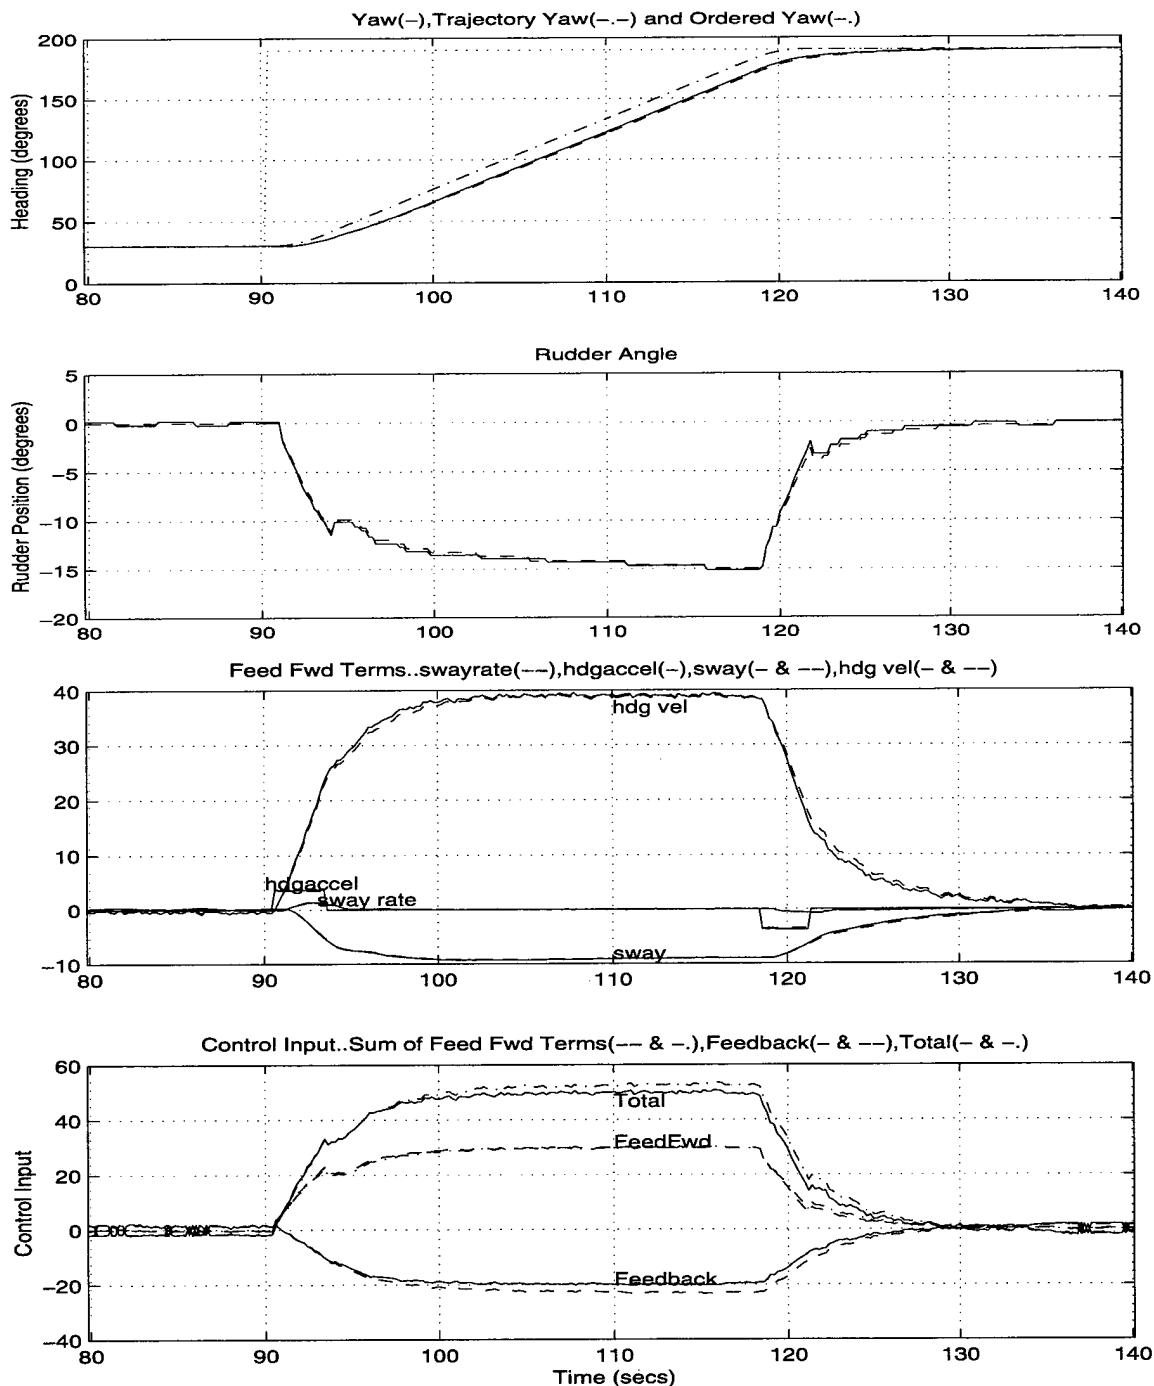 Yaw(−),Trajectory Yaw(−.−) and Ordered Yaw(−.)
Heading (degrees)
200
150
100
50
0
80 90 100 110 120 130 140
Rudder Angle
Rudder Position (degrees)
5
0
−5
−10
−15
−20
80 90 100 110 120 130 140
Feed Fwd Terms..swayrate(−−),hdgaccel(−),sway(− & −−),hdg vel(− & −−)
40
30
20
10
0
−10
hdg vel
hdgaccel
sway rate
sway
80 90 100 110 120 130 140
Control Input..Sum of Feed Fwd Terms(−− & −.),Feedback(− & −−),Total(− & −.)
Control Input
60
40
20
0
−20
−40
Total
FeedFwd
Feedback
80 90 100 110 120 130 140
Time (secs)